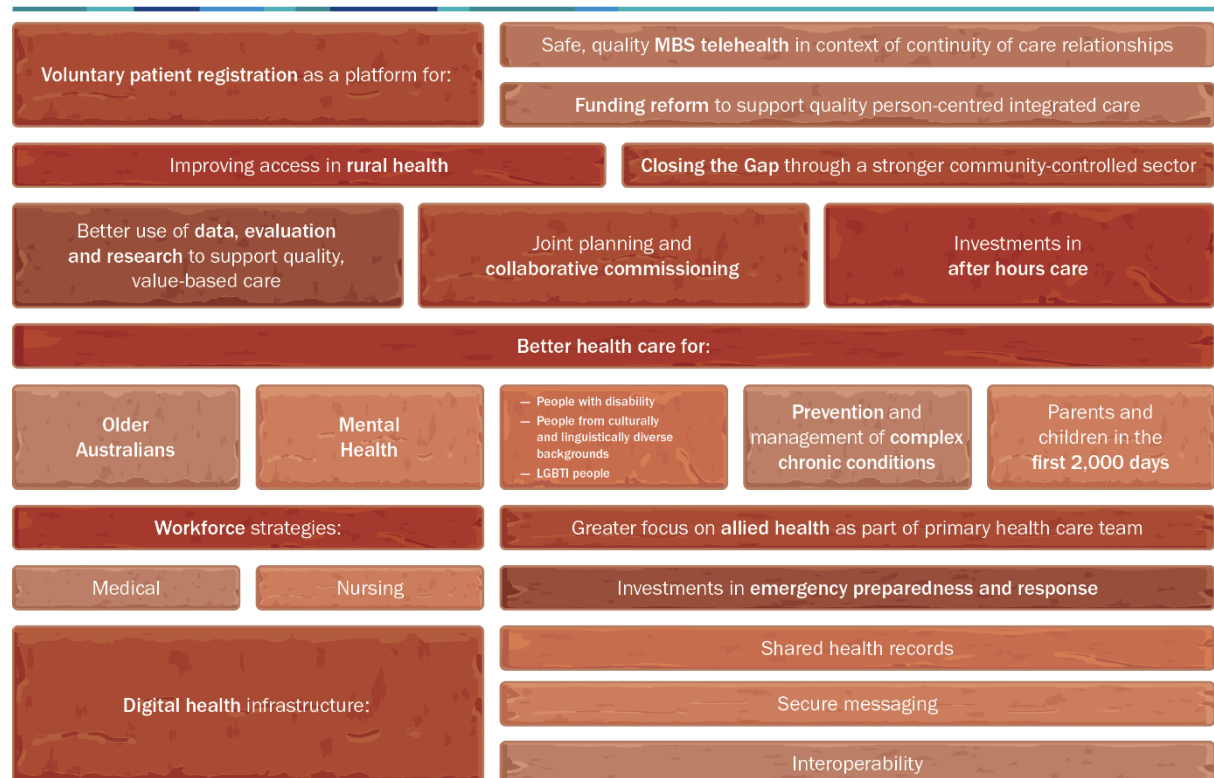 Voluntary patient registration as a platform for:
Safe, quality MBS telehealth in context of continuity of care relationships
Funding reform to support quality person-centred integrated care
Improving access in rural health
Closing the Gap through a stronger community-controlled sector
Better use of data, evaluation
and research to support quality,
value-based care
Joint planning and
collaborative commissioning
Investments in
after hours care
Better health care for:
Older
Australians
Mental
Health
— People with disability
— People from culturally
and linguistically diverse
backgrounds
— LGBTI people
Prevention and
management of complex
chronic conditions
Parents and
children in the
first 2,000 days
Workforce strategies:
Greater focus on allied health as part of primary health care team
Medical
Nursing
Investments in emergency preparedness and response
Digital health infrastructure:
Shared health records
Secure messaging
Interoperability